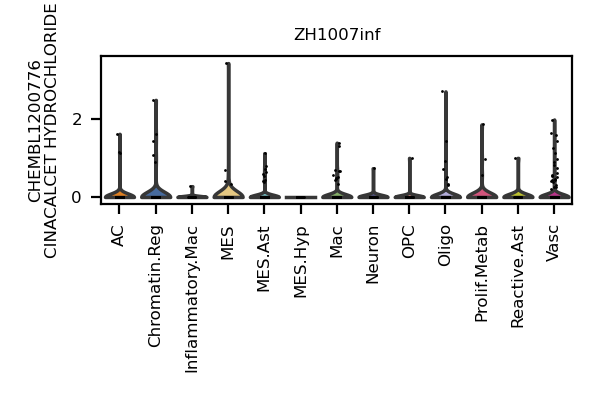 ZH1007inf
CHEMBL1200776
CINACALCET HYDROCHLORIDE
2
0
AC
Chromatin.Reg
Inflammatory.Mac
MES
MES.Ast
MES.Hyp
Mac
Neuron
OPC
Oligo
Prolif.Metab
Reactive.Ast
Vasc